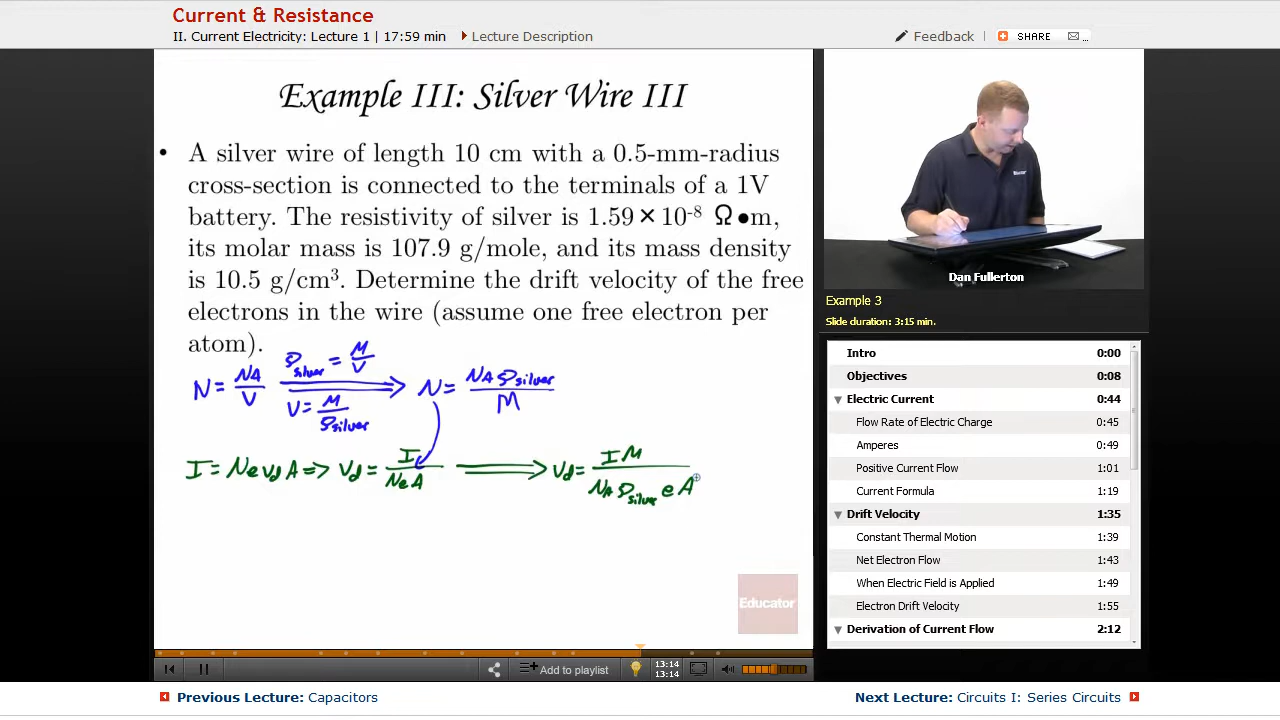 Current & Resistance
II. Current Electricity: Lecture 1 | 17:59 min
Lecture Description
Feedback
SHARE
...
Example III: Silver Wire III
• A silver wire of length 10 cm with a 0.5-mm-radius
cross-section is connected to the terminals of a 1V
battery. The resistivity of silver is 1.59×10⁻⁸ Ω●m,
its molar mass is 107.9 g/mole, and its mass density
is 10.5 g/cm³. Determine the drift velocity of the free
electrons in the wire (assume one free electron per
atom).
N = NA/V
ρsilver = M/V
V = M/ρsilver
N = NA ρsilver/M
I = NevdA ⇒ vd = I/NeA ⟹ vd = IM/NA ρsilver eA
Educator
Dan Fullerton
Example 3
Slide duration: 3:15 min.
Intro 0:00
Objectives 0:08
Electric Current 0:44
Flow Rate of Electric Charge 0:45
Amperes 0:49
Positive Current Flow 1:01
Current Formula 1:19
Drift Velocity 1:35
Constant Thermal Motion 1:39
Net Electron Flow 1:43
When Electric Field is Applied 1:49
Electron Drift Velocity 1:55
Derivation of Current Flow 2:12
Add to playlist
13:14
13:14
Previous Lecture: Capacitors
Next Lecture: Circuits I: Series Circuits